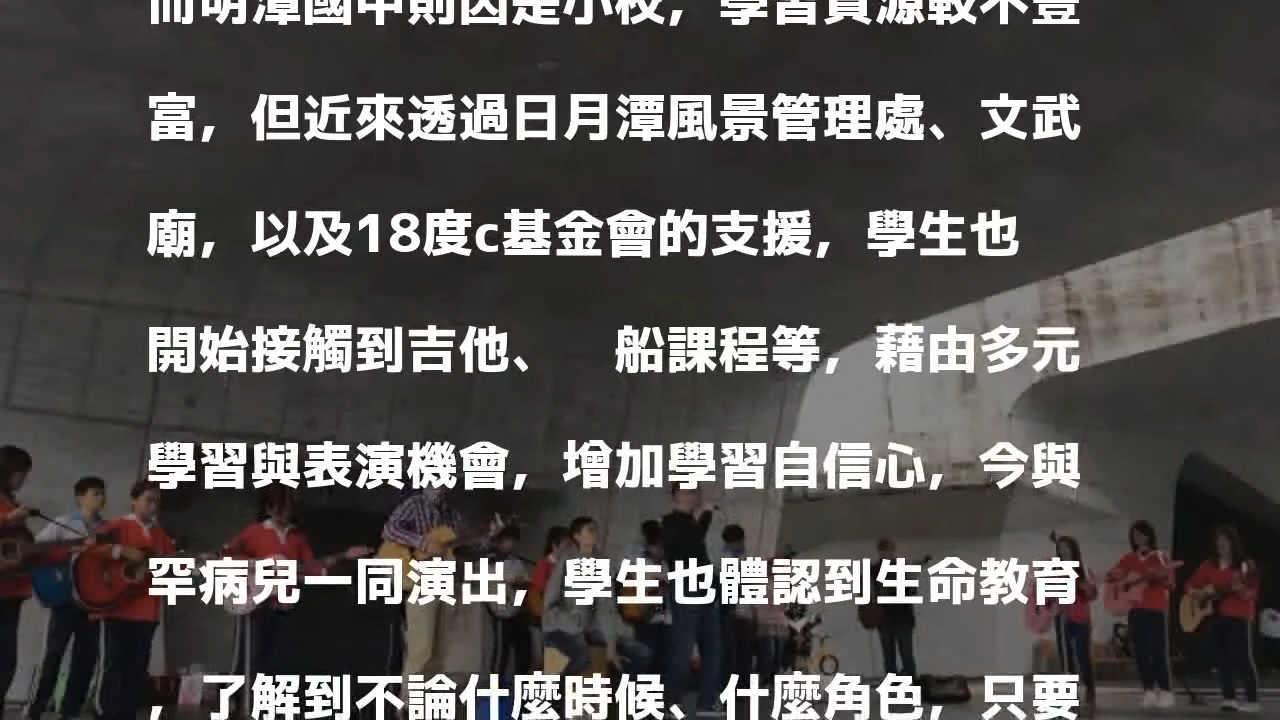 而明潭國中則因是小校，學習資源較不豐
富，但近來透過日月潭風景管理處、文武
廟，以及18度c基金會的支援，學生也
開始接觸到吉他、　船課程等，藉由多元
學習與表演機會，增加學習自信心，今與
罕病兒一同演出，學生也體認到生命教育
，了解到不論什麼時候、什麼角色，只要